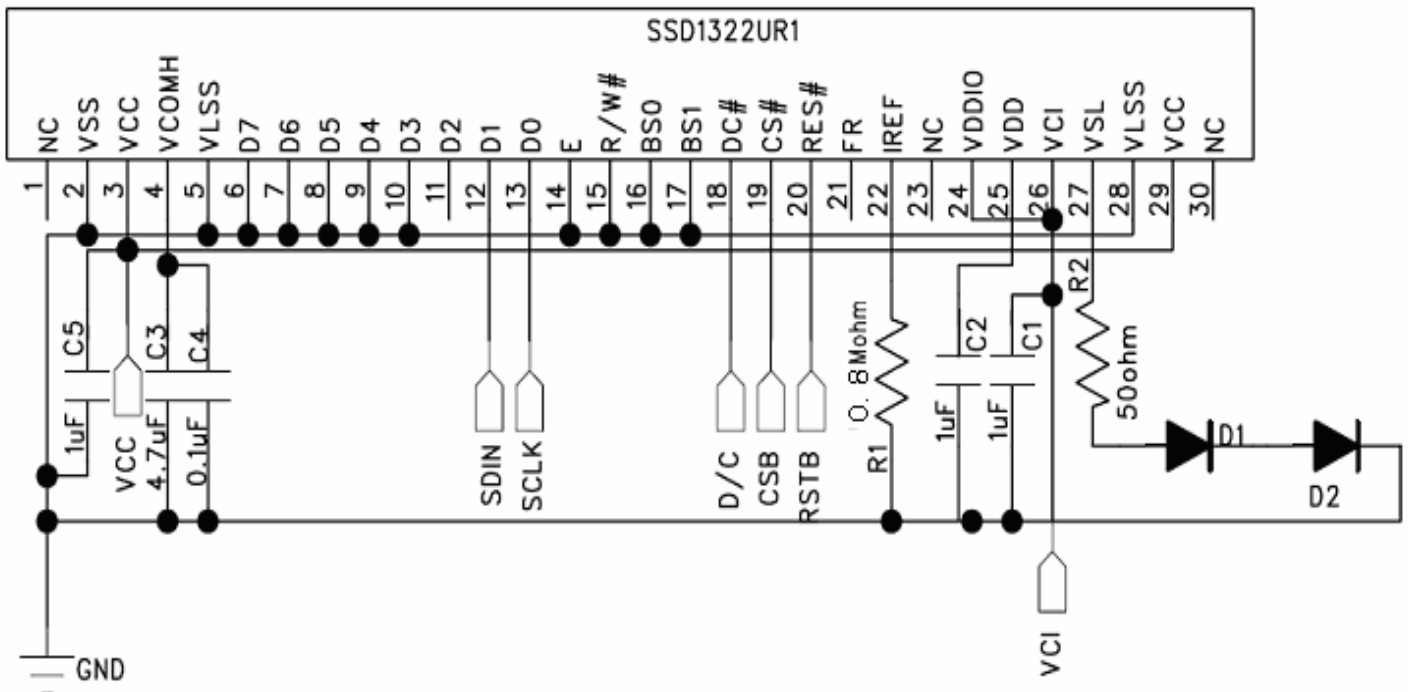 SSD1322UR1
NC
VSS
VCC
VCOMH
VLSS
D7
D6
D5
D4
D3
D2
D1
D0
E
R/W#
BS0
BS1
DC#
CS#
RES#
FR
IREF
NC
VDDIO
VDD
VCI
VSL
VLSS
VCC
NC
1
2
3
4
5
6
7
8
9
10
11
12
13
14
15
16
17
18
19
20
21
22
23
24
25
26
27
28
29
30
C5
1uF
VCC
C3
4.7uF
C4
0.1uF
SDIN
SCLK
D/C
CSB
RSTB
0.8Mohm
R1
C2
1uF
C1
1uF
R2
50ohm
D1
D2
VCI
GND